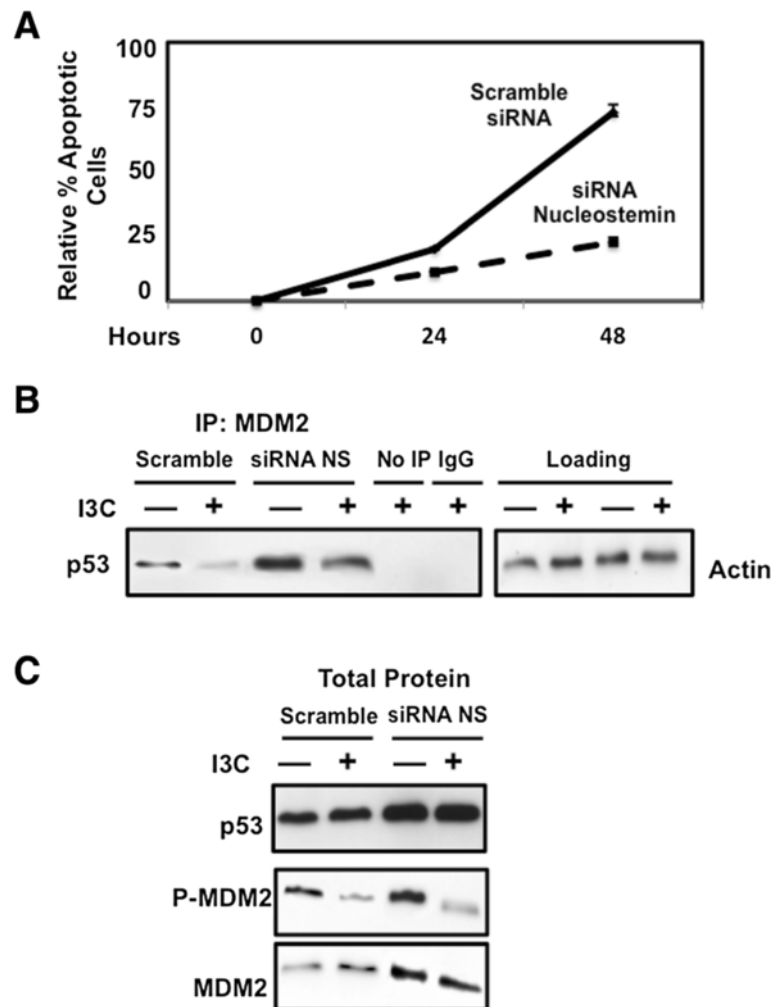 A
100
75
50
25
0
Relative % Apoptotic
Cells
Scramble
siRNA
siRNA
Nucleostemin
Hours 0 24 48
B
IP: MDM2
Scramble siRNA NS No IP IgG Loading
I3C — + — + + + — + — +
p53 Actin
C
Total Protein
Scramble siRNA NS
I3C — + — +
p53
P-MDM2
MDM2